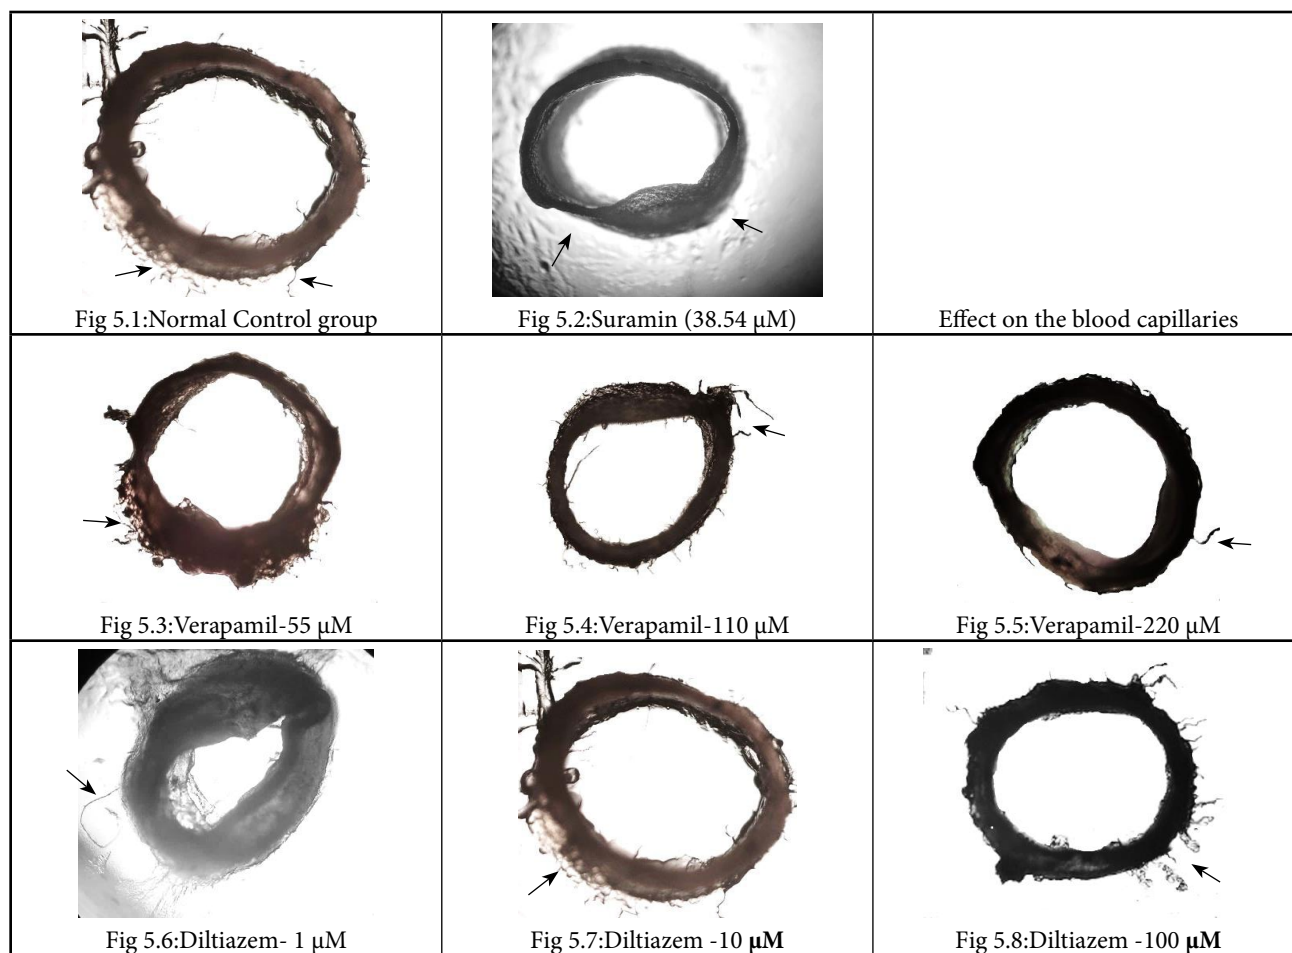 Fig 5.1:Normal Control group
Fig 5.2:Suramin (38.54 µM)
Effect on the blood capillaries
Fig 5.3:Verapamil-55 µM
Fig 5.4:Verapamil-110 µM
Fig 5.5:Verapamil-220 µM
Fig 5.6:Diltiazem- 1 µM
Fig 5.7:Diltiazem -10 µM
Fig 5.8:Diltiazem -100 µM